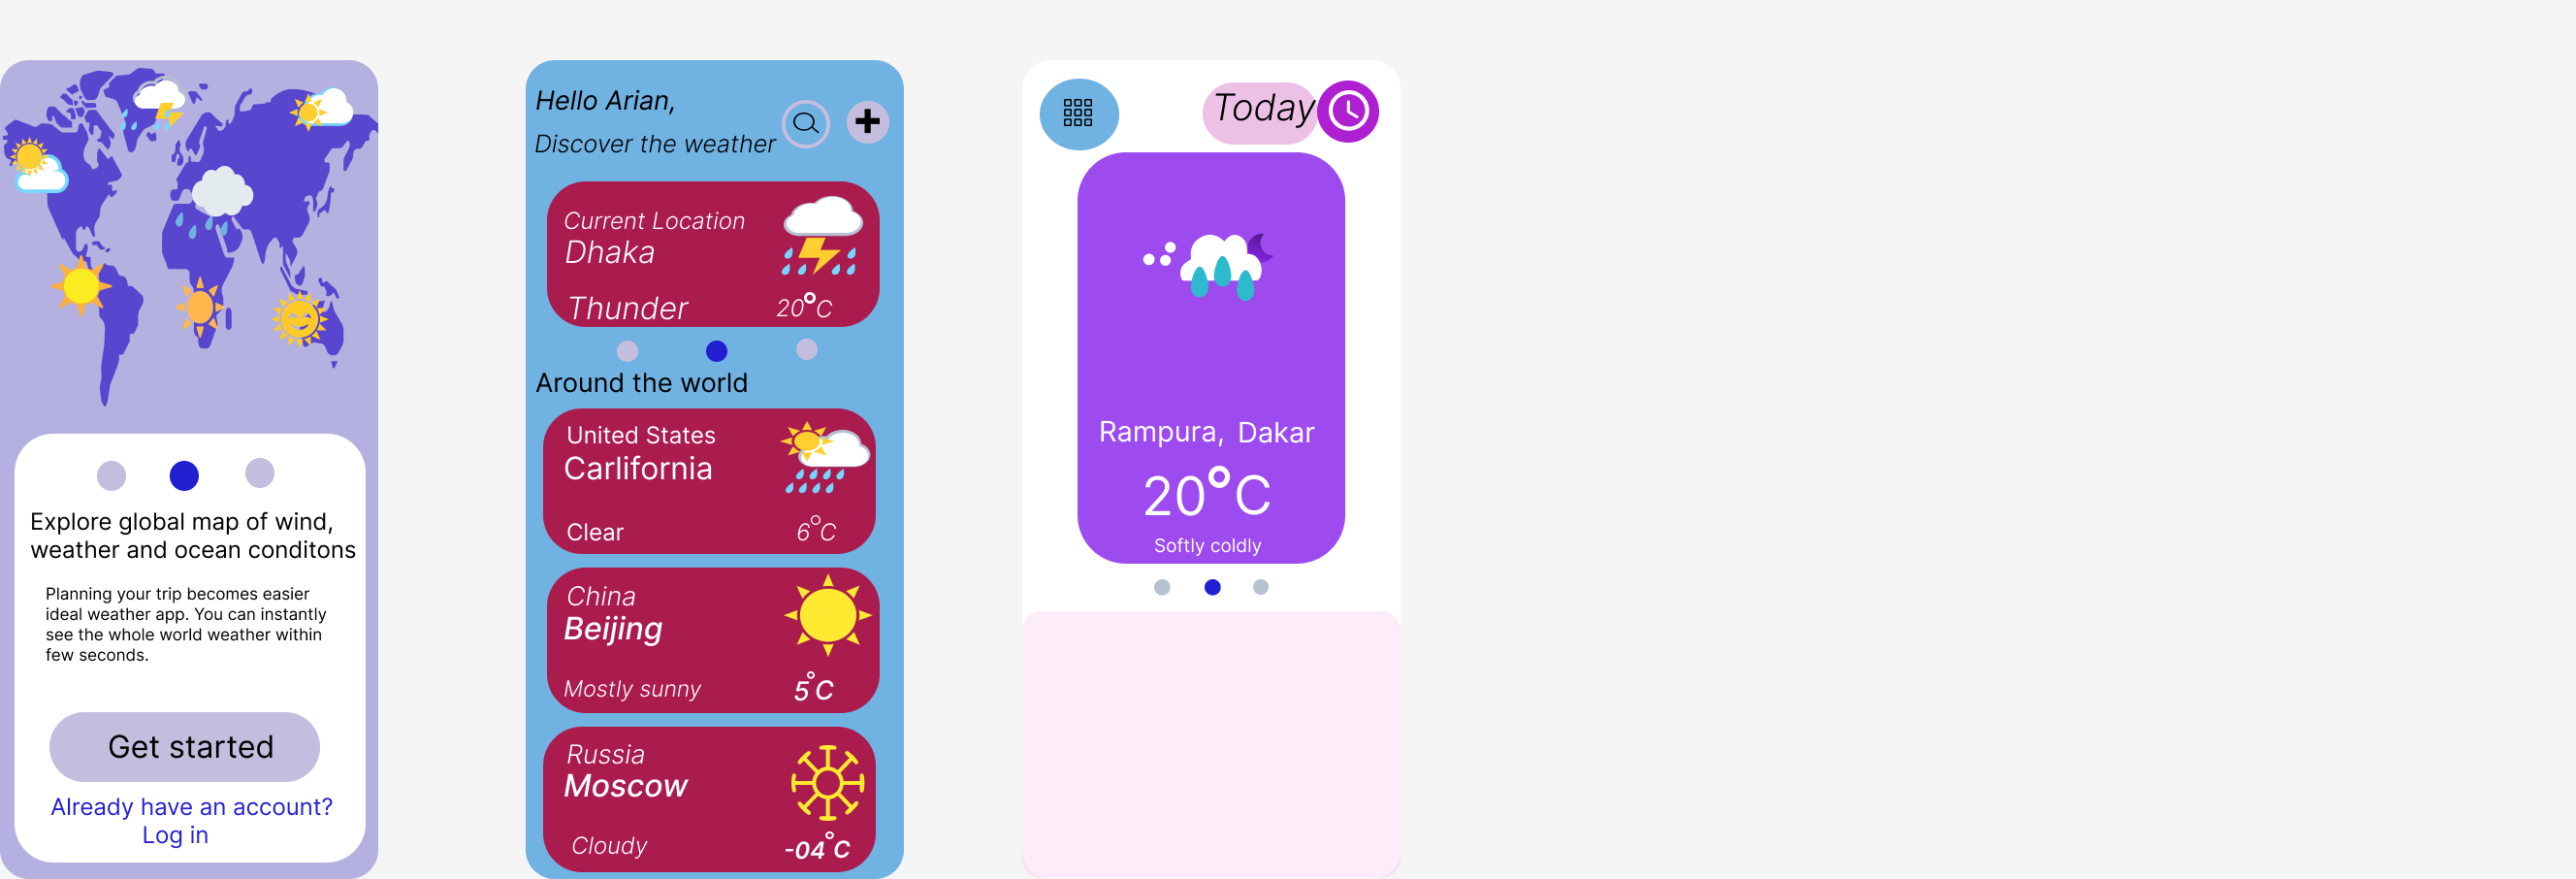 Explore global map of wind,
weather and ocean conditons
Planning your trip becomes easier
ideal weather app. You can instantly
see the whole world weather within
few seconds.
Get started
Already have an account?
Log in
Hello Arian,
Discover the weather
Current Location
Dhaka
Thunder 20°C
Around the world
United States
Carlifornia
Clear 6°C
China
Beijing
Mostly sunny 5°C
Russia
Moscow
Cloudy -04°C
Today
Rampura, Dakar
20°C
Softly coldly